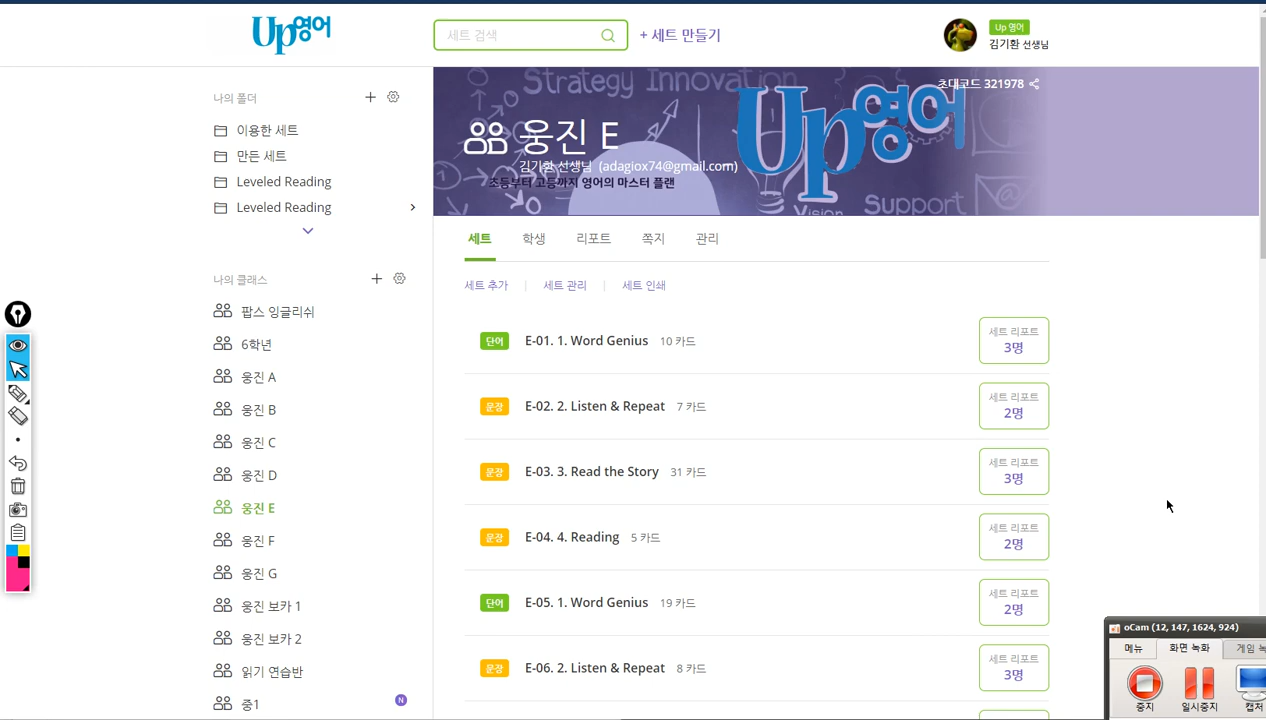 Up영어
세트 검색
+ 세트 만들기
Up 영어
김기환 선생님
나의 폴더
이용한 세트
만든 세트
Leveled Reading
Leveled Reading
나의 클래스
팝스 잉글리쉬
6학년
웅진 A
웅진 B
웅진 C
웅진 D
웅진 E
웅진 F
웅진 G
웅진 보카 1
웅진 보카 2
읽기 연습반
중1
N
Strategy Innovation
초대코드 321978
웅진 E
김기환 선생님 (adagiox74@gmail.com)
초등부터 고등까지 영어의 마스터 플랜
Up영어
Vision
Support
세트 학생 리포트 쪽지 관리
세트 추가 | 세트 관리 | 세트 인쇄
단어 E-01. 1. Word Genius 10 카드
세트 리포트
3명
문장 E-02. 2. Listen & Repeat 7 카드
세트 리포트
2명
문장 E-03. 3. Read the Story 31 카드
세트 리포트
3명
문장 E-04. 4. Reading 5 카드
세트 리포트
2명
단어 E-05. 1. Word Genius 19 카드
세트 리포트
2명
문장 E-06. 2. Listen & Repeat 8 카드
세트 리포트
3명
oCam (12, 147, 1624, 924)
메뉴 화면 녹화 게임 녹
중지 일시중지 캡처